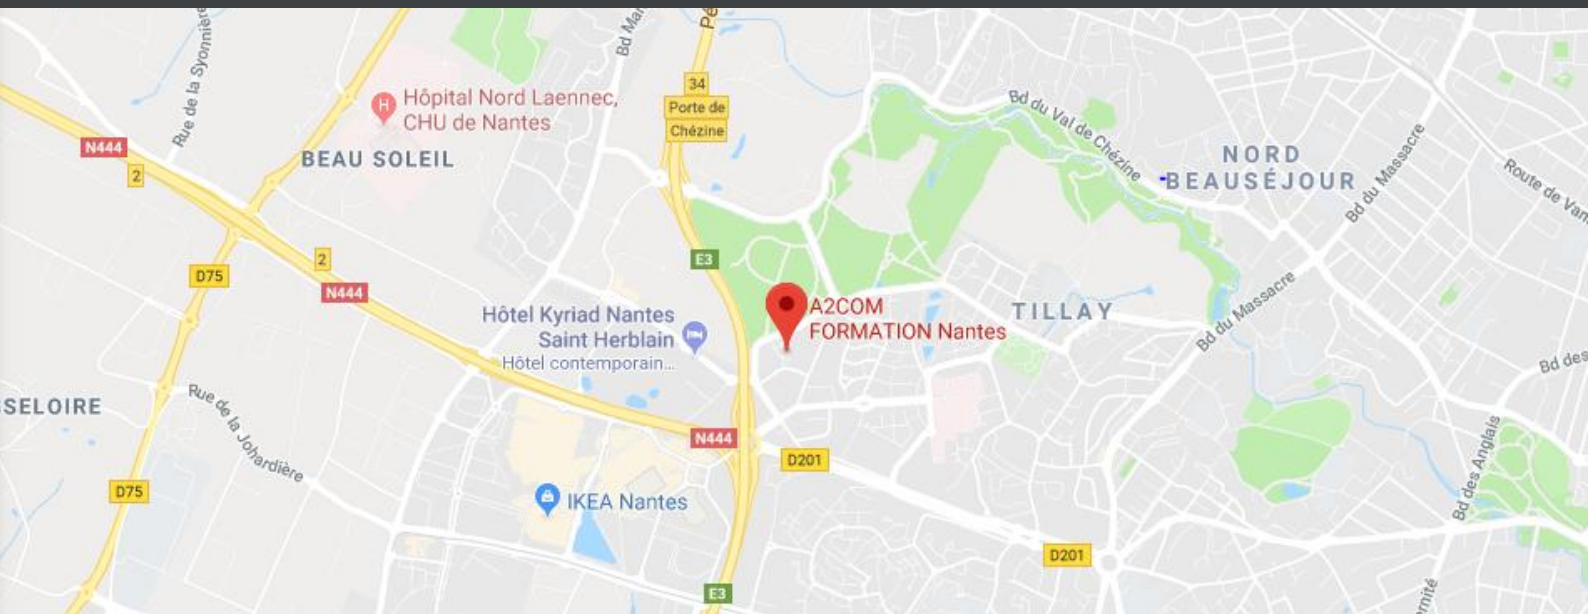 Rue de la Syonnière
Bd Mar
Pé
34
Porte de
Chézine
Hôpital Nord Laennec,
CHU de Nantes
Bd du Val de Chézine
N444
2
BEAU SOLEIL
NORD
BEAUSÉJOUR
Bd du Massacre
Route de Van
D75
2
N444
E3
Hôtel Kyriad Nantes
Saint Herblain
Hôtel contemporain...
A2COM
FORMATION Nantes
TILLAY
Bd du Massacre
Bd des
SELOIRE
Rue de la Johardière
N444
D201
Bd des Anglais
D75
IKEA Nantes
D201
E3